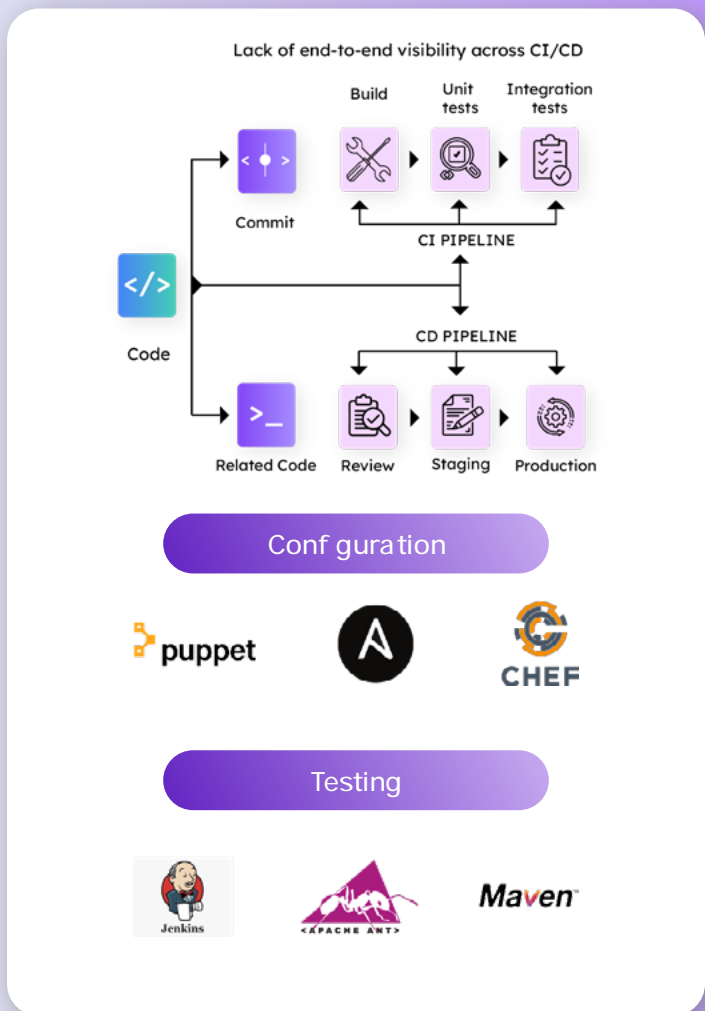 Lack of end-to-end visibility across CI/CD
Build
Unit
tests
Integration
tests
< >
Commit
CI PIPELINE
</>
Code
CD PIPELINE
>_
Related Code
Review
Staging
Production
Conf guration
puppet
A
CHEF
Testing
Jenkins
<APACHE ANT>
Maven™